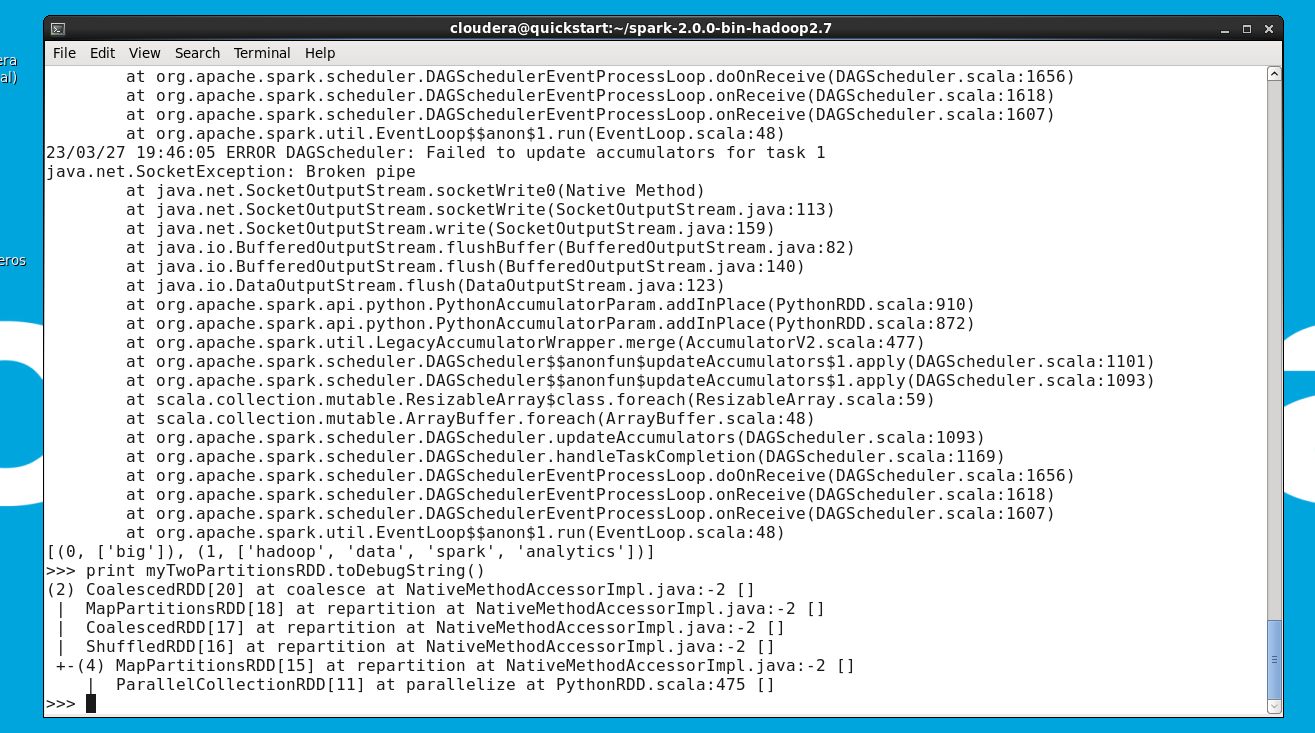 cloudera@quickstart:~/spark-2.0.0-bin-hadoop2.7
File Edit View Search Terminal Help
era
al)
eros
at org.apache.spark.scheduler.DAGSchedulerEventProcessLoop.doOnReceive(DAGScheduler.scala:1656)
at org.apache.spark.scheduler.DAGSchedulerEventProcessLoop.onReceive(DAGScheduler.scala:1618)
at org.apache.spark.scheduler.DAGSchedulerEventProcessLoop.onReceive(DAGScheduler.scala:1607)
at org.apache.spark.util.EventLoop$$anon$1.run(EventLoop.scala:48)
23/03/27 19:46:05 ERROR DAGScheduler: Failed to update accumulators for task 1
java.net.SocketException: Broken pipe
at java.net.SocketOutputStream.socketWrite0(Native Method)
at java.net.SocketOutputStream.socketWrite(SocketOutputStream.java:113)
at java.net.SocketOutputStream.write(SocketOutputStream.java:159)
at java.io.BufferedOutputStream.flushBuffer(BufferedOutputStream.java:82)
at java.io.BufferedOutputStream.flush(BufferedOutputStream.java:140)
at java.io.DataOutputStream.flush(DataOutputStream.java:123)
at org.apache.spark.api.python.PythonAccumulatorParam.addInPlace(PythonRDD.scala:910)
at org.apache.spark.api.python.PythonAccumulatorParam.addInPlace(PythonRDD.scala:872)
at org.apache.spark.util.LegacyAccumulatorWrapper.merge(AccumulatorV2.scala:477)
at org.apache.spark.scheduler.DAGScheduler$$anonfun$updateAccumulators$1.apply(DAGScheduler.scala:1101)
at org.apache.spark.scheduler.DAGScheduler$$anonfun$updateAccumulators$1.apply(DAGScheduler.scala:1093)
at scala.collection.mutable.ResizableArray$class.foreach(ResizableArray.scala:59)
at scala.collection.mutable.ArrayBuffer.foreach(ArrayBuffer.scala:48)
at org.apache.spark.scheduler.DAGScheduler.updateAccumulators(DAGScheduler.scala:1093)
at org.apache.spark.scheduler.DAGScheduler.handleTaskCompletion(DAGScheduler.scala:1169)
at org.apache.spark.scheduler.DAGSchedulerEventProcessLoop.doOnReceive(DAGScheduler.scala:1656)
at org.apache.spark.scheduler.DAGSchedulerEventProcessLoop.onReceive(DAGScheduler.scala:1618)
at org.apache.spark.scheduler.DAGSchedulerEventProcessLoop.onReceive(DAGScheduler.scala:1607)
at org.apache.spark.util.EventLoop$$anon$1.run(EventLoop.scala:48)
[(0, ['big']), (1, ['hadoop', 'data', 'spark', 'analytics'])]
>>> print myTwoPartitionsRDD.toDebugString()
(2) CoalescedRDD[20] at coalesce at NativeMethodAccessorImpl.java:-2 []
| MapPartitionsRDD[18] at repartition at NativeMethodAccessorImpl.java:-2 []
| CoalescedRDD[17] at repartition at NativeMethodAccessorImpl.java:-2 []
| ShuffledRDD[16] at repartition at NativeMethodAccessorImpl.java:-2 []
+-(4) MapPartitionsRDD[15] at repartition at NativeMethodAccessorImpl.java:-2 []
| ParallelCollectionRDD[11] at parallelize at PythonRDD.scala:475 []
>>>